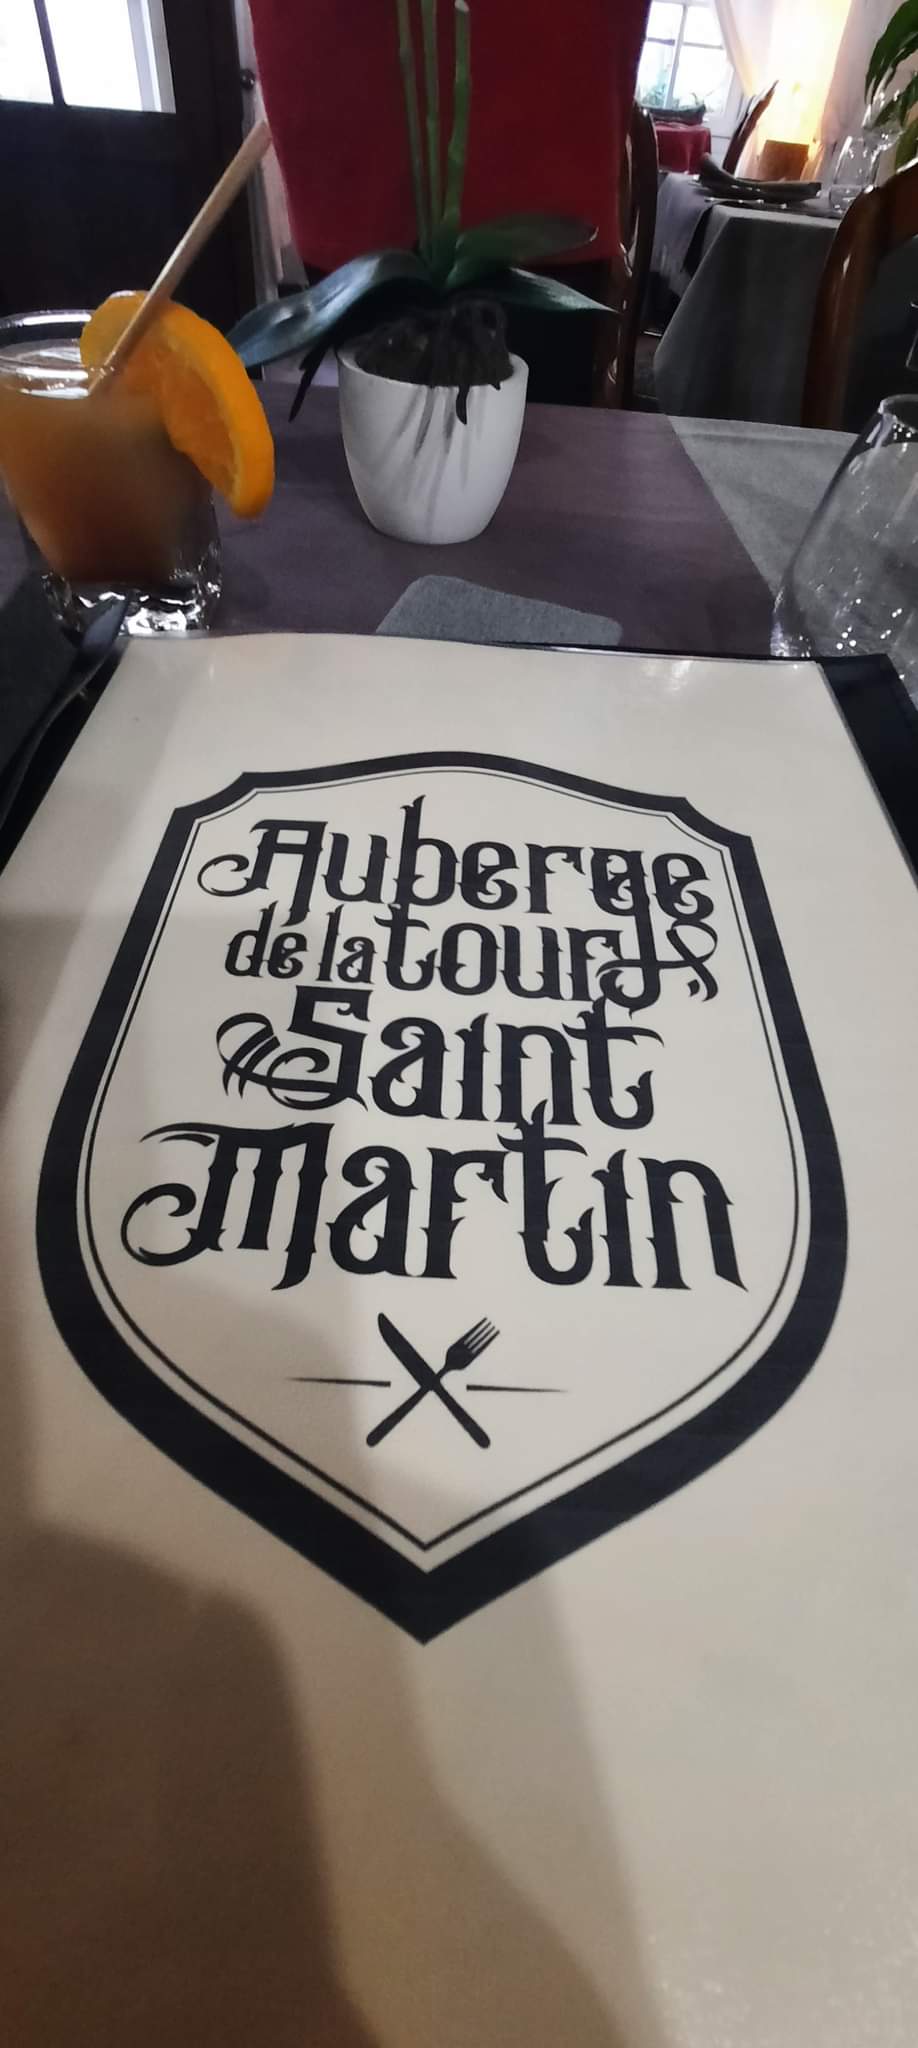 Auberge
de la tour
Saint
Martin